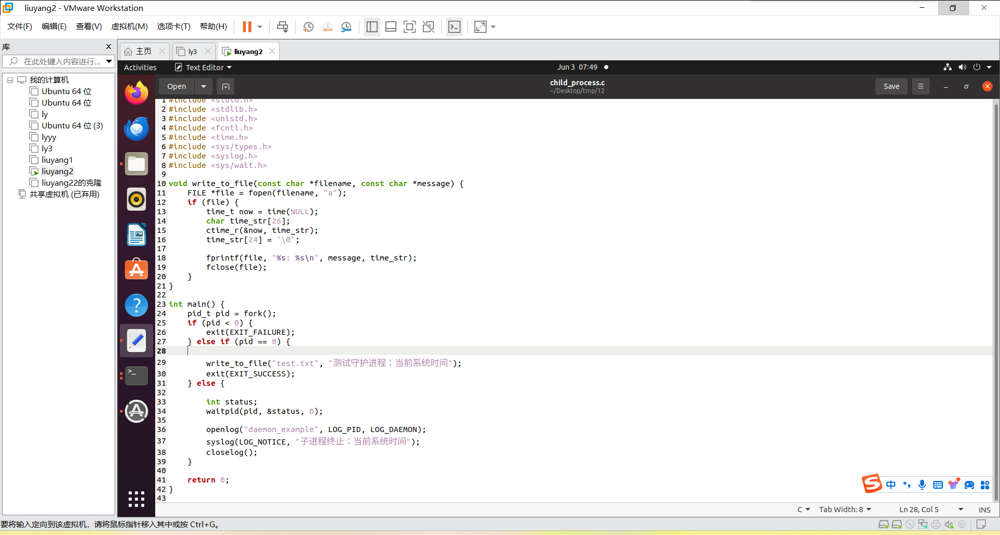 liuyang2 - VMware Workstation
文件(F) 编辑(E) 查看(V) 虚拟机(M) 选项卡(T) 帮助(H)
库
在此处键入内容进行...
我的计算机
Ubuntu 64 位
Ubuntu 64 位
ly
Ubuntu 64 位 (3)
lyyy
ly3
liuyang1
liuyang2
liuyang22的克隆
共享虚拟机 (已弃用)
主页 ly3 liuyang2
Activities Text Editor Jun 3 07:49
Open child_process.c Save
~/Desktop/tmp/12
1 #include <stdio.h>
2 #include <stdlib.h>
3 #include <unistd.h>
4 #include <fcntl.h>
5 #include <time.h>
6 #include <sys/types.h>
7 #include <syslog.h>
8 #include <sys/wait.h>
9
10 void write_to_file(const char *filename, const char *message) {
11     FILE *file = fopen(filename, "a");
12     if (file) {
13         time_t now = time(NULL);
14         char time_str[26];
15         ctime_r(&now, time_str);
16         time_str[24] = '\0';
17
18         fprintf(file, "%s: %s\n", message, time_str);
19         fclose(file);
20     }
21 }
22
23 int main() {
24     pid_t pid = fork();
25     if (pid < 0) {
26         exit(EXIT_FAILURE);
27     } else if (pid == 0) {
28
29         write_to_file("test.txt", "测试守护进程：当前系统时间");
30         exit(EXIT_SUCCESS);
31     } else {
32
33         int status;
34         waitpid(pid, &status, 0);
35
36         openlog("daemon_example", LOG_PID, LOG_DAEMON);
37         syslog(LOG_NOTICE, "子进程终止：当前系统时间");
38         closelog();
39     }
40
41     return 0;
42 }
43
中
C Tab Width: 8 Ln 28, Col 5 INS
要将输入定向到该虚拟机，请将鼠标指针移入其中或按 Ctrl+G。